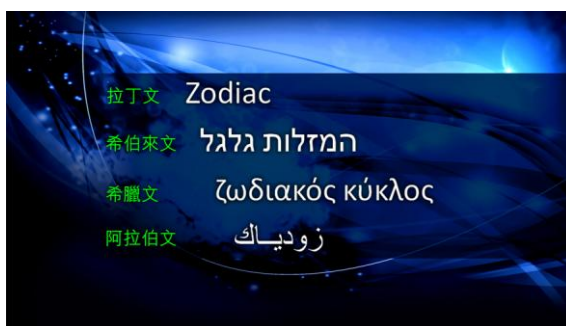 拉丁文 Zodiac
希伯來文 המזלות גלגל
希臘文 ζωδιακός κύκλος
阿拉伯文 زوديـــاك